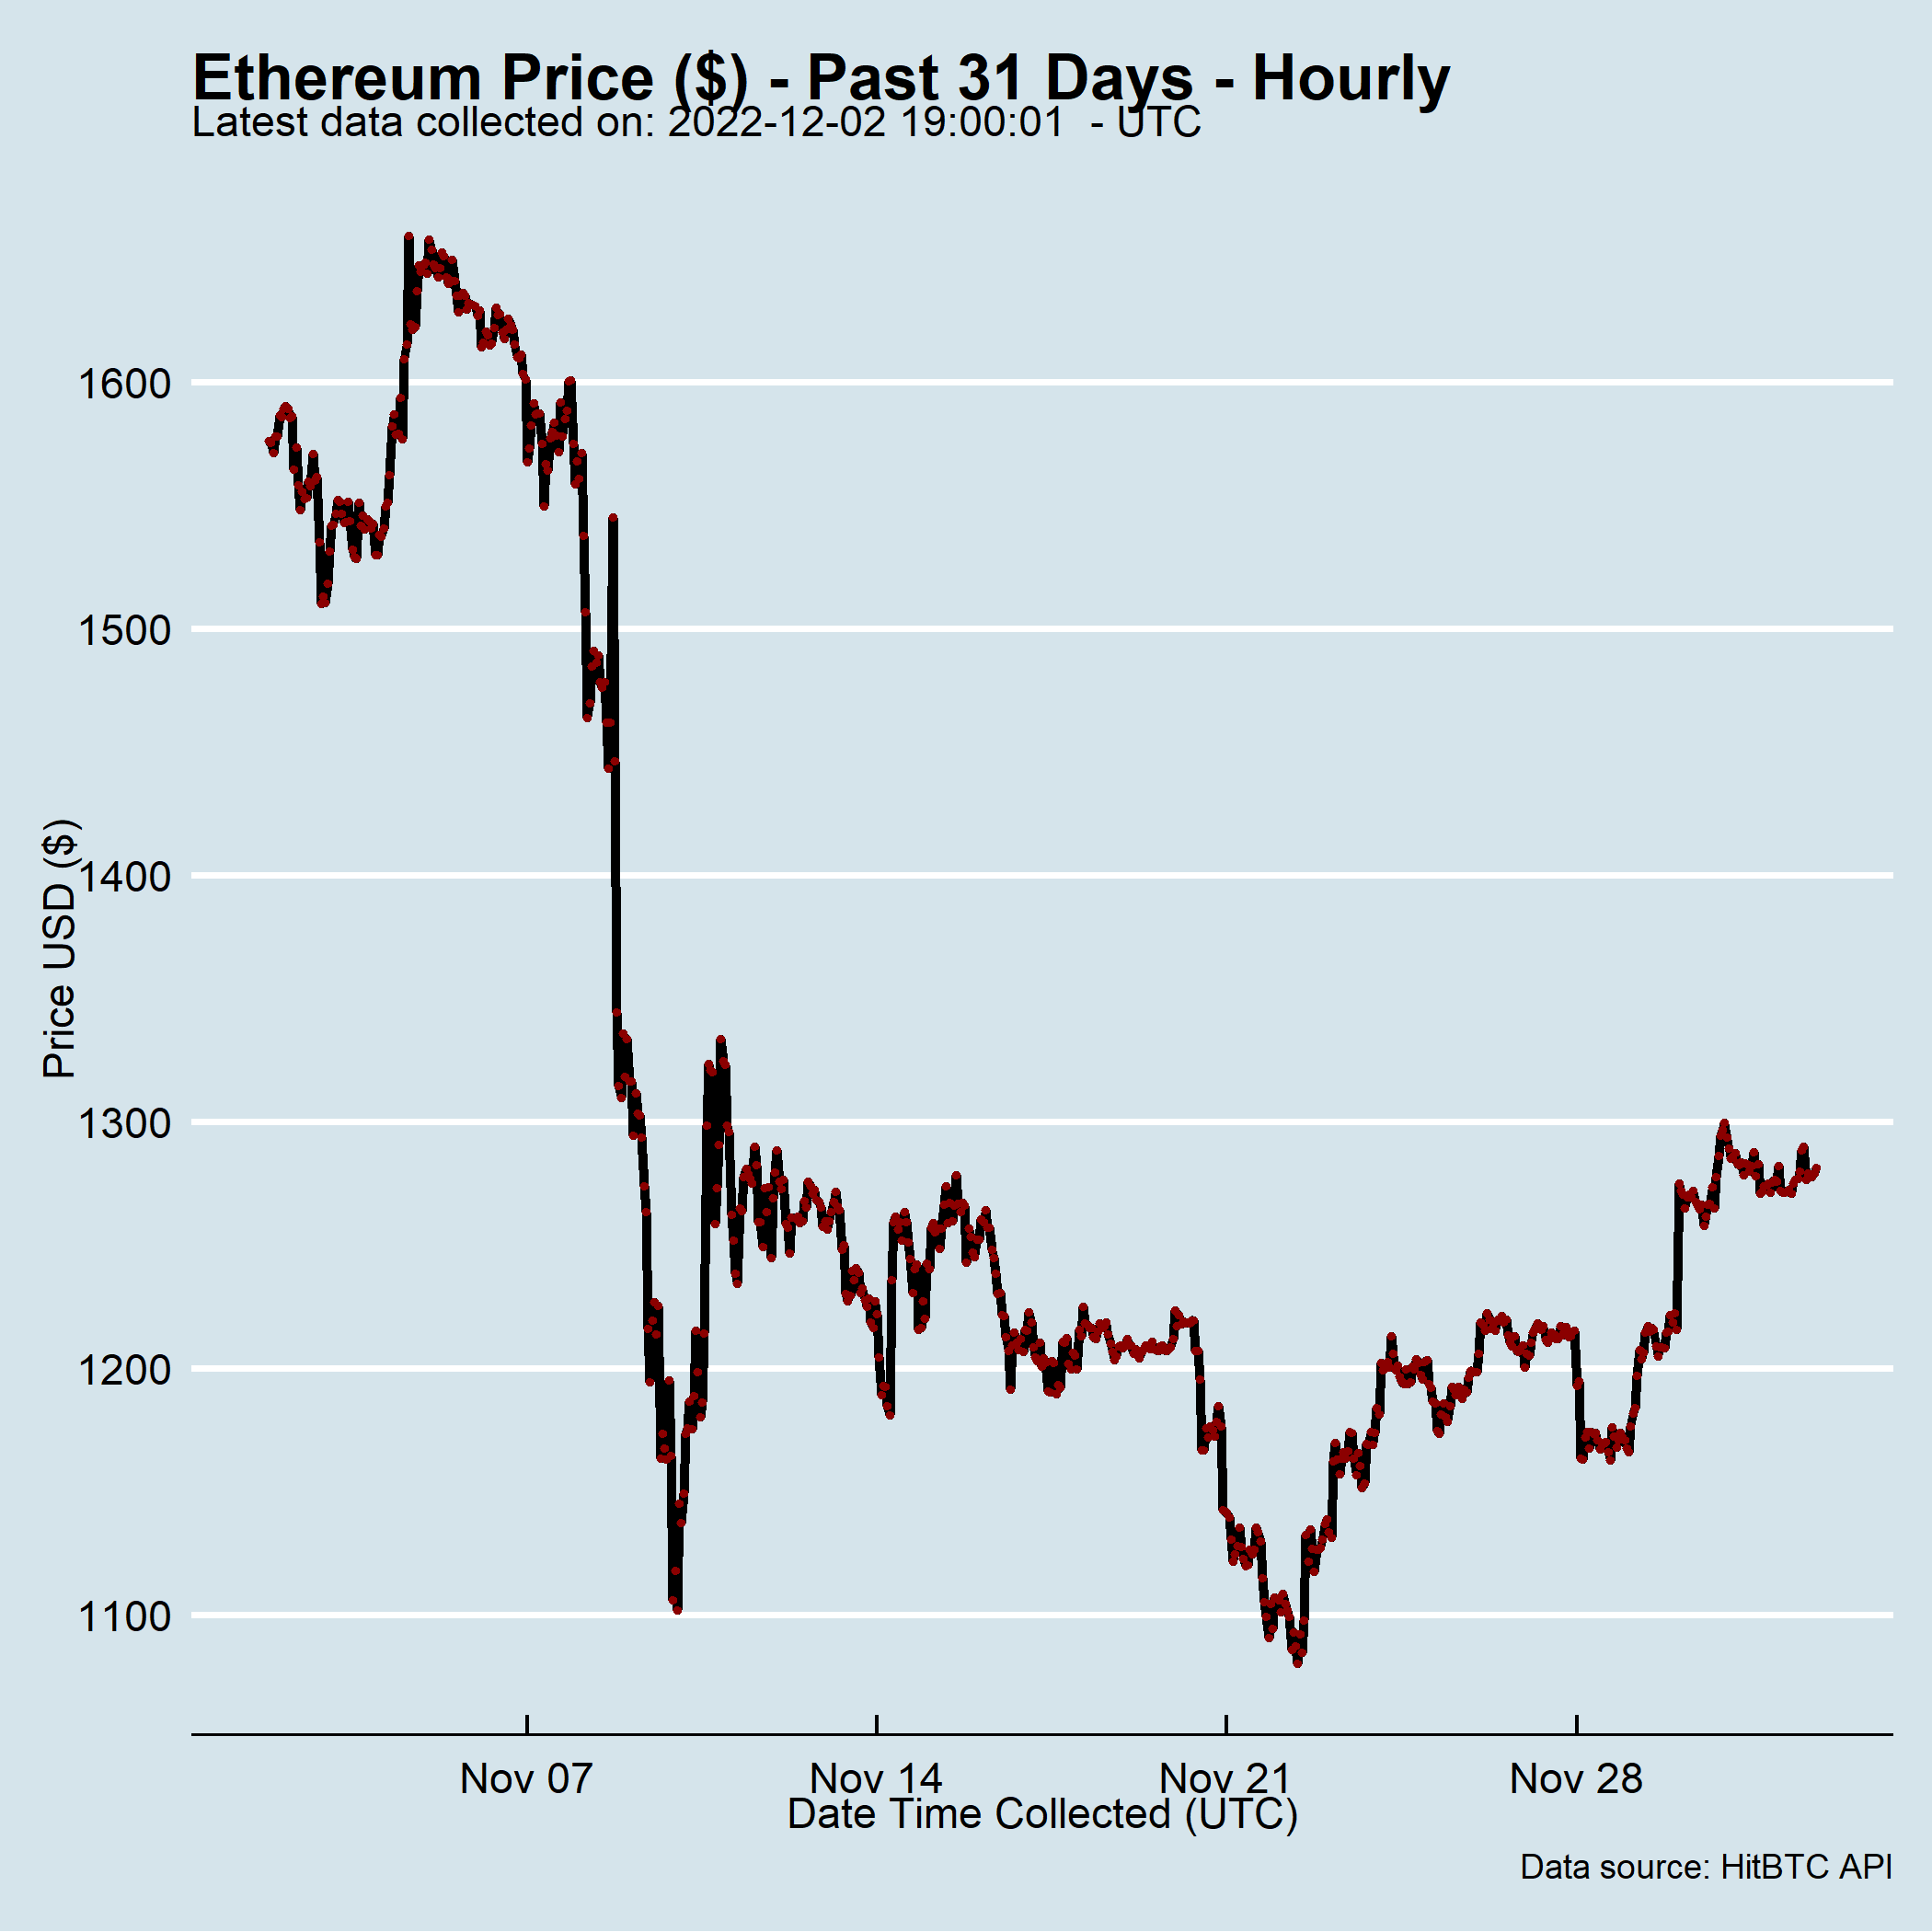 Ethereum Price ($) - Past 31 Days - Hourly
Latest data collected on: 2022-12-02 19:00:01  - UTC
1600
1500
1400
1300
1200
1100
Price USD ($)
Nov 07
Nov 14
Nov 21
Nov 28
Date Time Collected (UTC)
Data source: HitBTC API